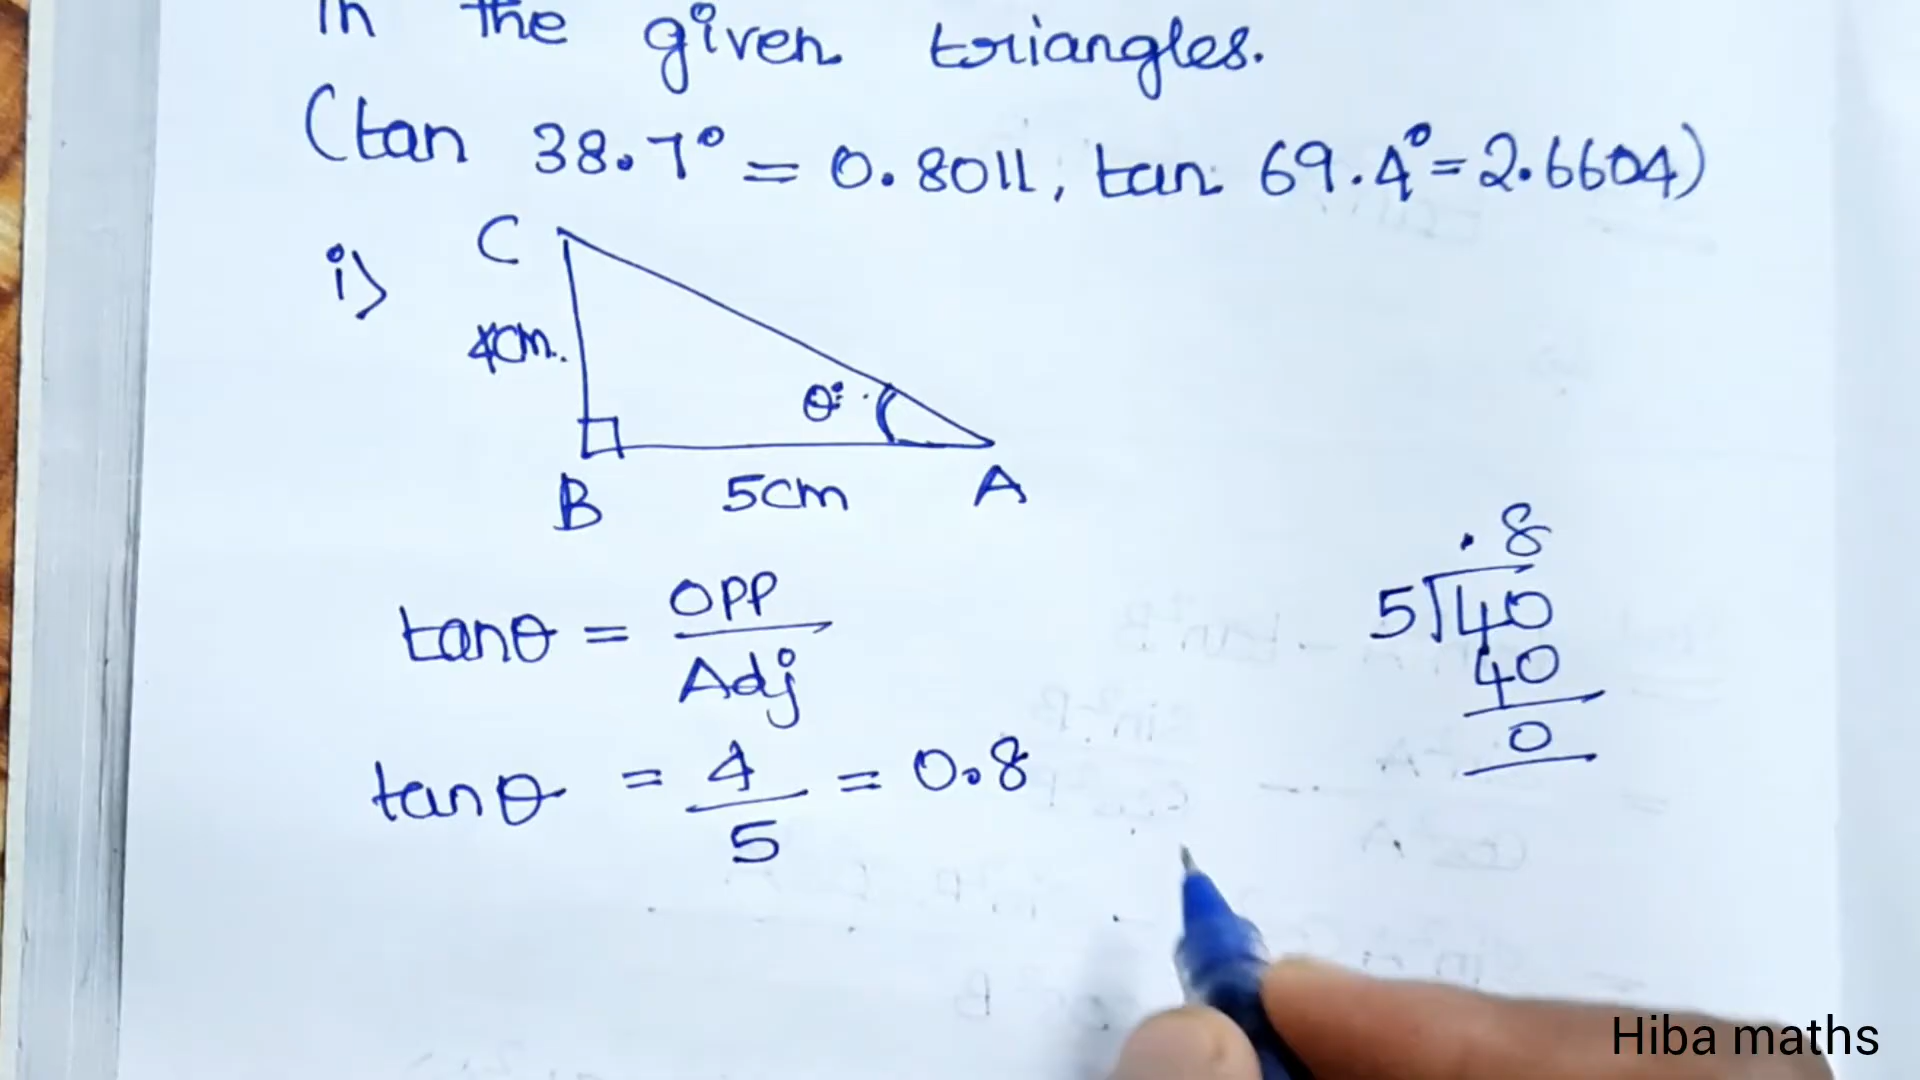 In the given triangles.
(tan 38.7° = 0.8011, tan 69.4° = 2.6604)
i)
C
4cm.
θ
B 5cm A
tanθ = OPP
Adj
tanθ = 4 = 0.8
5
.8
5 40
40
0
Hiba maths